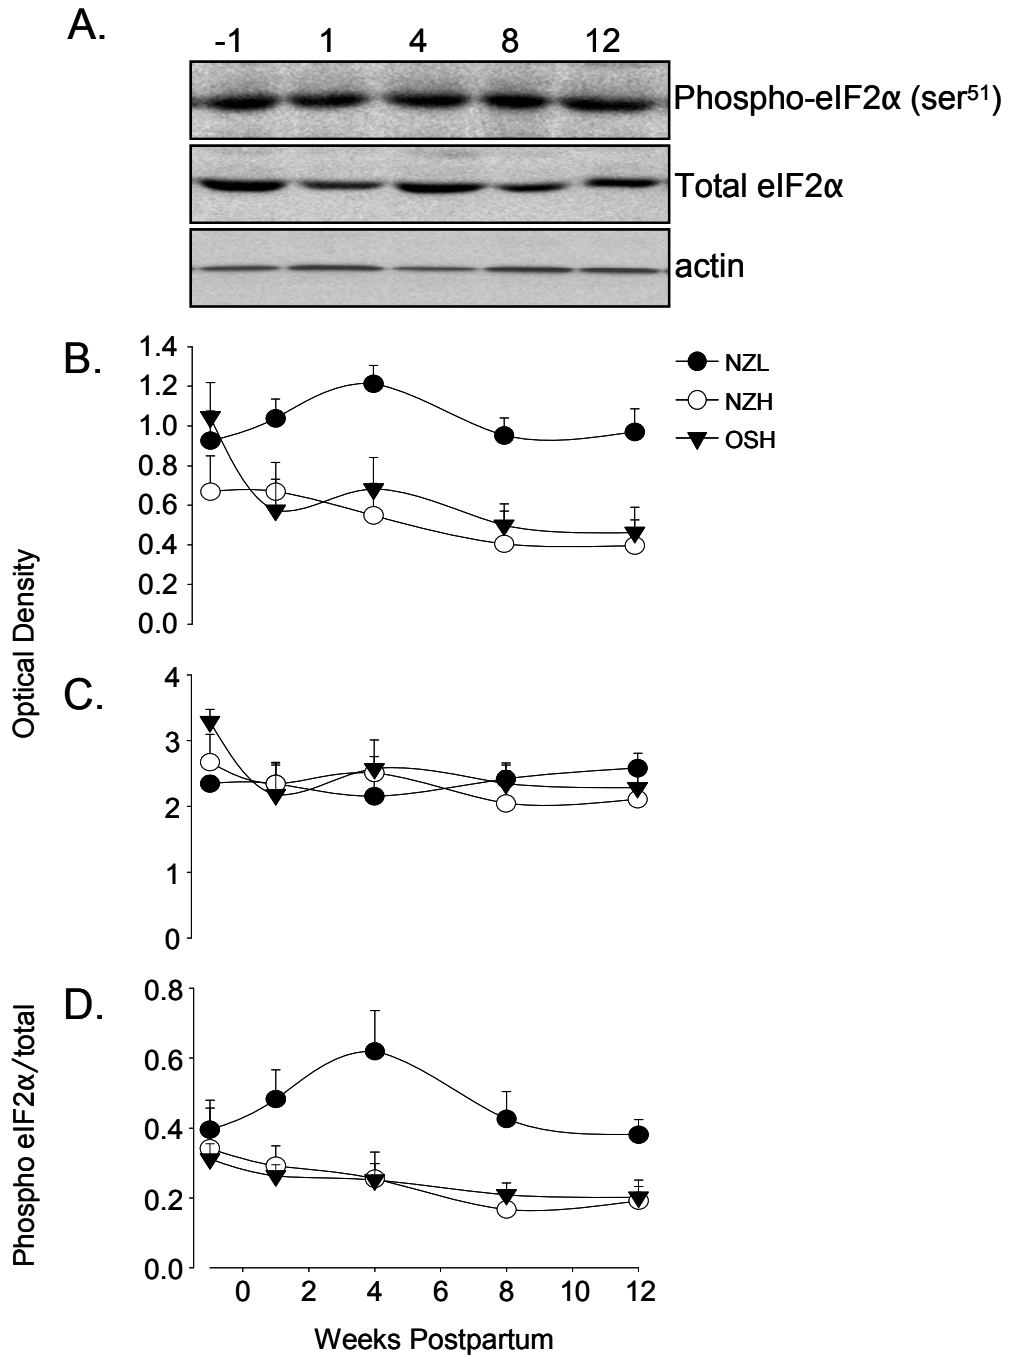 A.
-1 1 4 8 12
Phospho-eIF2α (ser51)
Total eIF2α
actin
B.
1.4
1.2
1.0
0.8
0.6
0.4
0.2
0.0
NZL
NZH
OSH
Optical Density
C.
4
3
2
1
0
D.
Phospho eIF2α/total
0.8
0.6
0.4
0.2
0.0
0 2 4 6 8 10 12
Weeks Postpartum